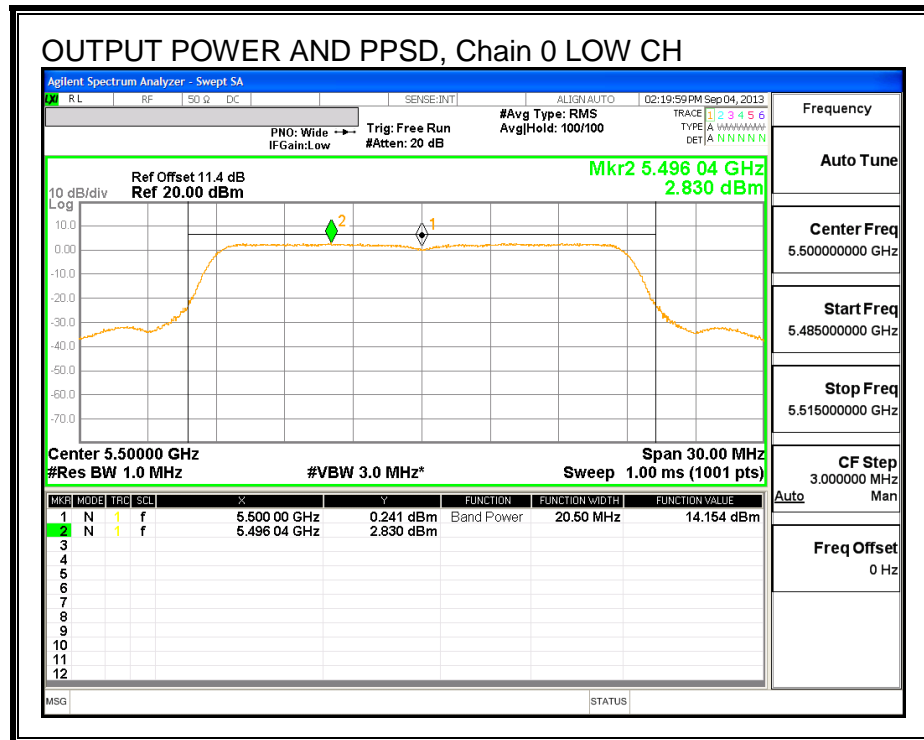 OUTPUT POWER AND PPSD, Chain 0 LOW CH
Agilent Spectrum Analyzer - Swept SA
LXI RL RF 50 Ω DC SENSE:INT ALIGN AUTO 02:19:59 PM Sep 04, 2013
PNO: Wide
IFGain:Low
Trig: Free Run
#Atten: 20 dB
#Avg Type: RMS
Avg|Hold: 100/100
TRACE 1 2 3 4 5 6
TYPE A WWWWW
DET A N N N N N
Mkr2 5.496 04 GHz
2.830 dBm
Ref Offset 11.4 dB
10 dB/div Ref 20.00 dBm
Log
10.0
0.00
-10.0
-20.0
-30.0
-40.0
-50.0
-60.0
-70.0
2
1
Center 5.50000 GHz Span 30.00 MHz
#Res BW 1.0 MHz #VBW 3.0 MHz* Sweep 1.00 ms (1001 pts)
MKR MODE TRC SCL X Y FUNCTION FUNCTION WIDTH FUNCTION VALUE
1 N 1 f 5.500 00 GHz 0.241 dBm Band Power 20.50 MHz 14.154 dBm
2 N 1 f 5.496 04 GHz 2.830 dBm
3
4
5
6
7
8
9
10
11
12
MSG STATUS
Frequency
Auto Tune
Center Freq
5.500000000 GHz
Start Freq
5.485000000 GHz
Stop Freq
5.515000000 GHz
CF Step
3.000000 MHz
Auto Man
Freq Offset
0 Hz